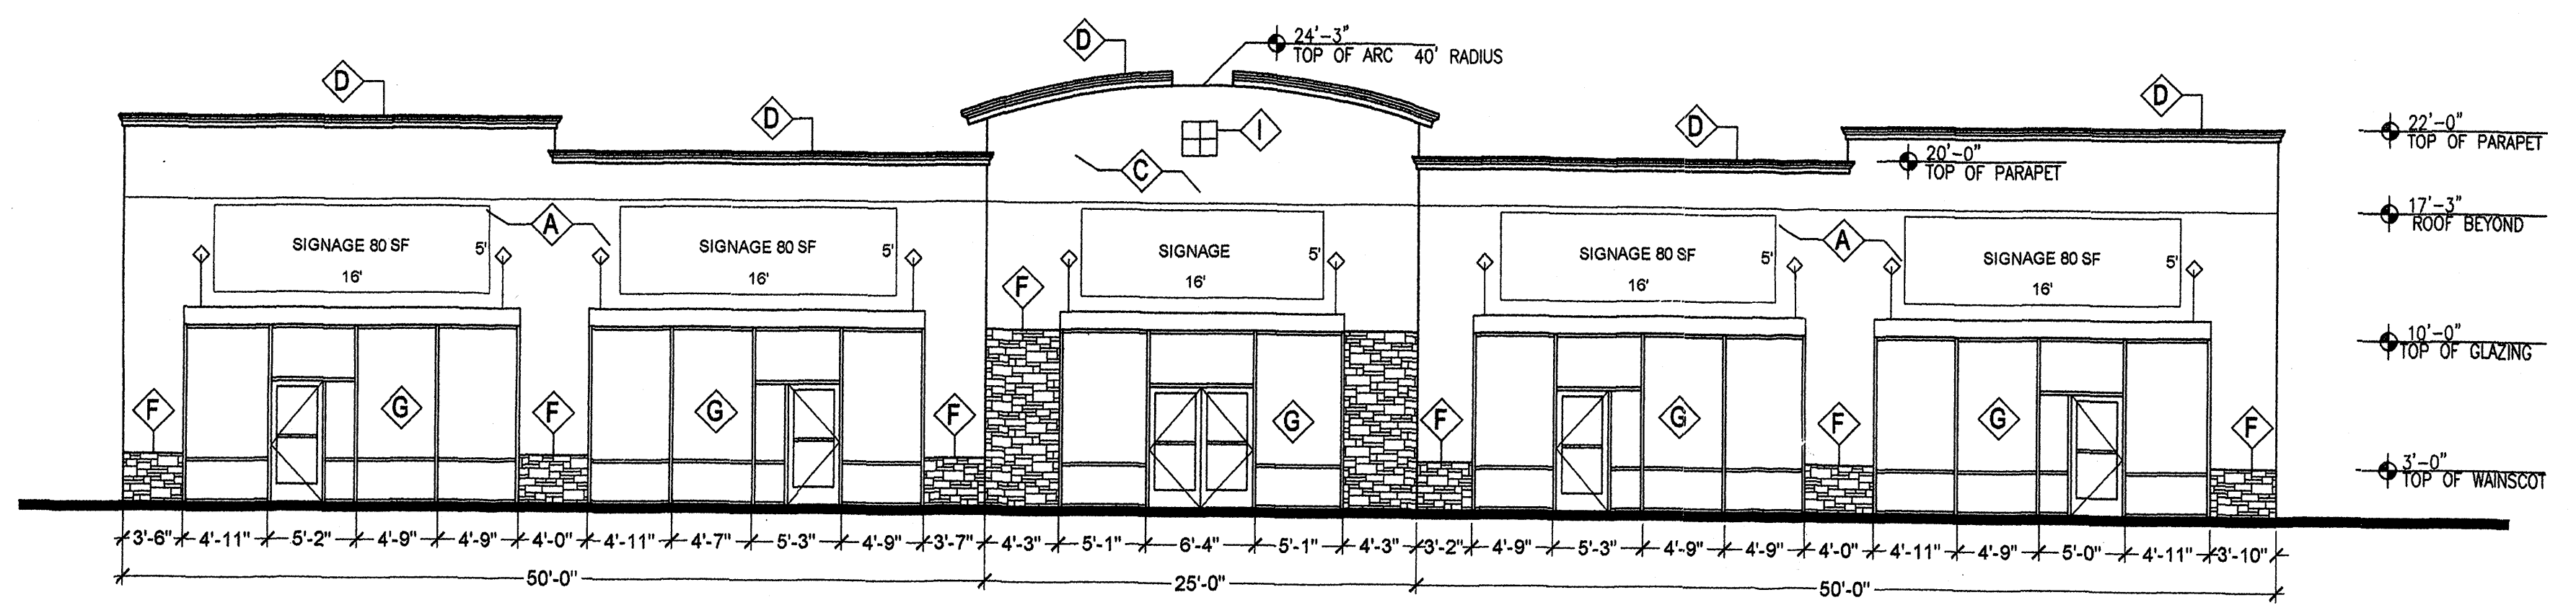 D
24'-3"
TOP OF ARC 40' RADIUS
D
D
D
D
I
C
22'-0"
TOP OF PARAPET
20'-0"
TOP OF PARAPET
17'-3"
ROOF BEYOND
SIGNAGE 80 SF
5'
16'
A
SIGNAGE 80 SF
5'
16'
SIGNAGE
5'
16'
SIGNAGE 80 SF
5'
16'
A
SIGNAGE 80 SF
5'
16'
F
10'-0"
TOP OF GLAZING
F
G
F
G
F
G
F
G
F
G
F
3'-0"
TOP OF WAINSCOT
3'-6" 4'-11" 5'-2" 4'-9" 4'-9" 4'-0" 4'-11" 4'-7" 5'-3" 4'-9" 3'-7" 4'-3" 5'-1" 6'-4" 5'-1" 4'-3" 3'-2" 4'-9" 5'-3" 4'-9" 4'-9" 4'-0" 4'-11" 4'-9" 5'-0" 4'-11" 3'-10"
50'-0" 25'-0" 50'-0"